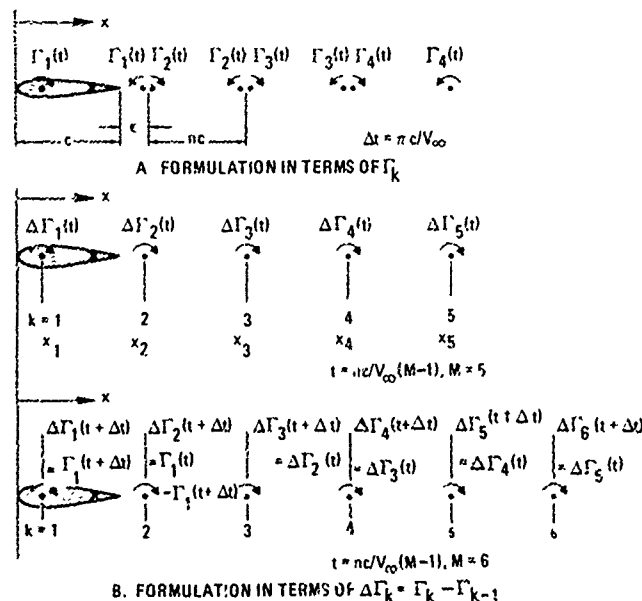 x
Γ₁(t) Γ₁(t) Γ₂(t) Γ₂(t) Γ₃(t) Γ₃(t) Γ₄(t) Γ₄(t)
c ϵ nc Δt = nc/V∞
A. FORMULATION IN TERMS OF Γk
x
ΔΓ₁(t) ΔΓ₂(t) ΔΓ₃(t) ΔΓ₄(t) ΔΓ₅(t)
k = 1 2 3 4 5
x₁ x₂ x₃ x₄ x₅
t = nc/V∞(M-1), M = 5
x
ΔΓ₁(t + Δt) ΔΓ₂(t + Δt) ΔΓ₃(t + Δt) ΔΓ₄(t + Δt) ΔΓ₅(t + Δt) ΔΓ₆(t + Δt)
= Γ₁(t + Δt) = Γ₁(t) = ΔΓ₂(t) = ΔΓ₃(t) = ΔΓ₄(t) = ΔΓ₅(t)
-Γ₁(t + Δt)
k = 1 2 3 4 5 6
t = nc/V∞(M-1), M = 6
B. FORMULATION IN TERMS OF ΔΓk = Γk - Γk-1